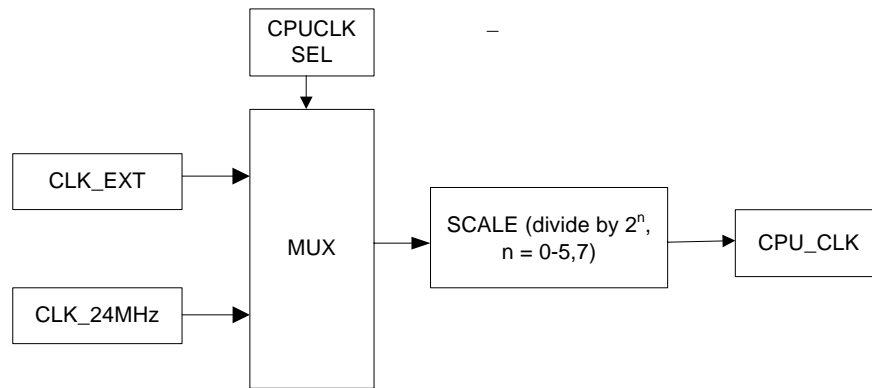 CPUCLK
SEL
–
CLK_EXT
MUX
SCALE (divide by 2ⁿ,
n = 0-5,7)
CPU_CLK
CLK_24MHz